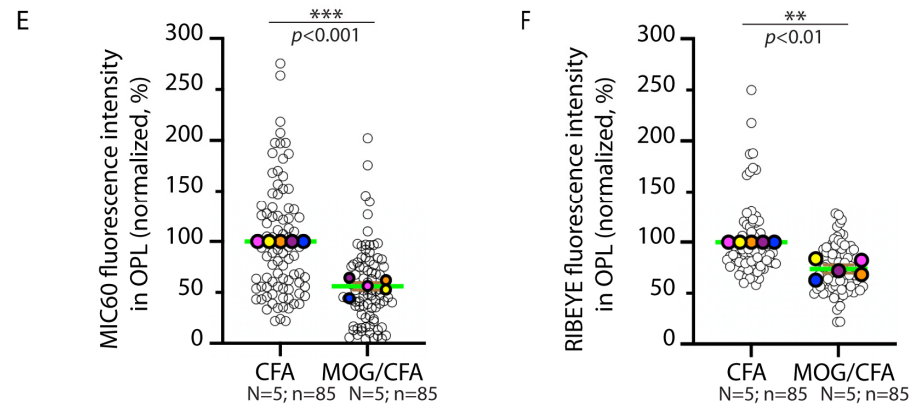 E
***
p<0.001
MIC60 fluorescence intensity
in OPL (normalized, %)
300
250
200
150
100
50
0
CFA MOG/CFA
N=5; n=85 N=5; n=85
F
**
p<0.01
RIBEYE fluorescence intensity
in OPL (normalized, %)
300
250
200
150
100
50
0
CFA MOG/CFA
N=5; n=85 N=5; n=85